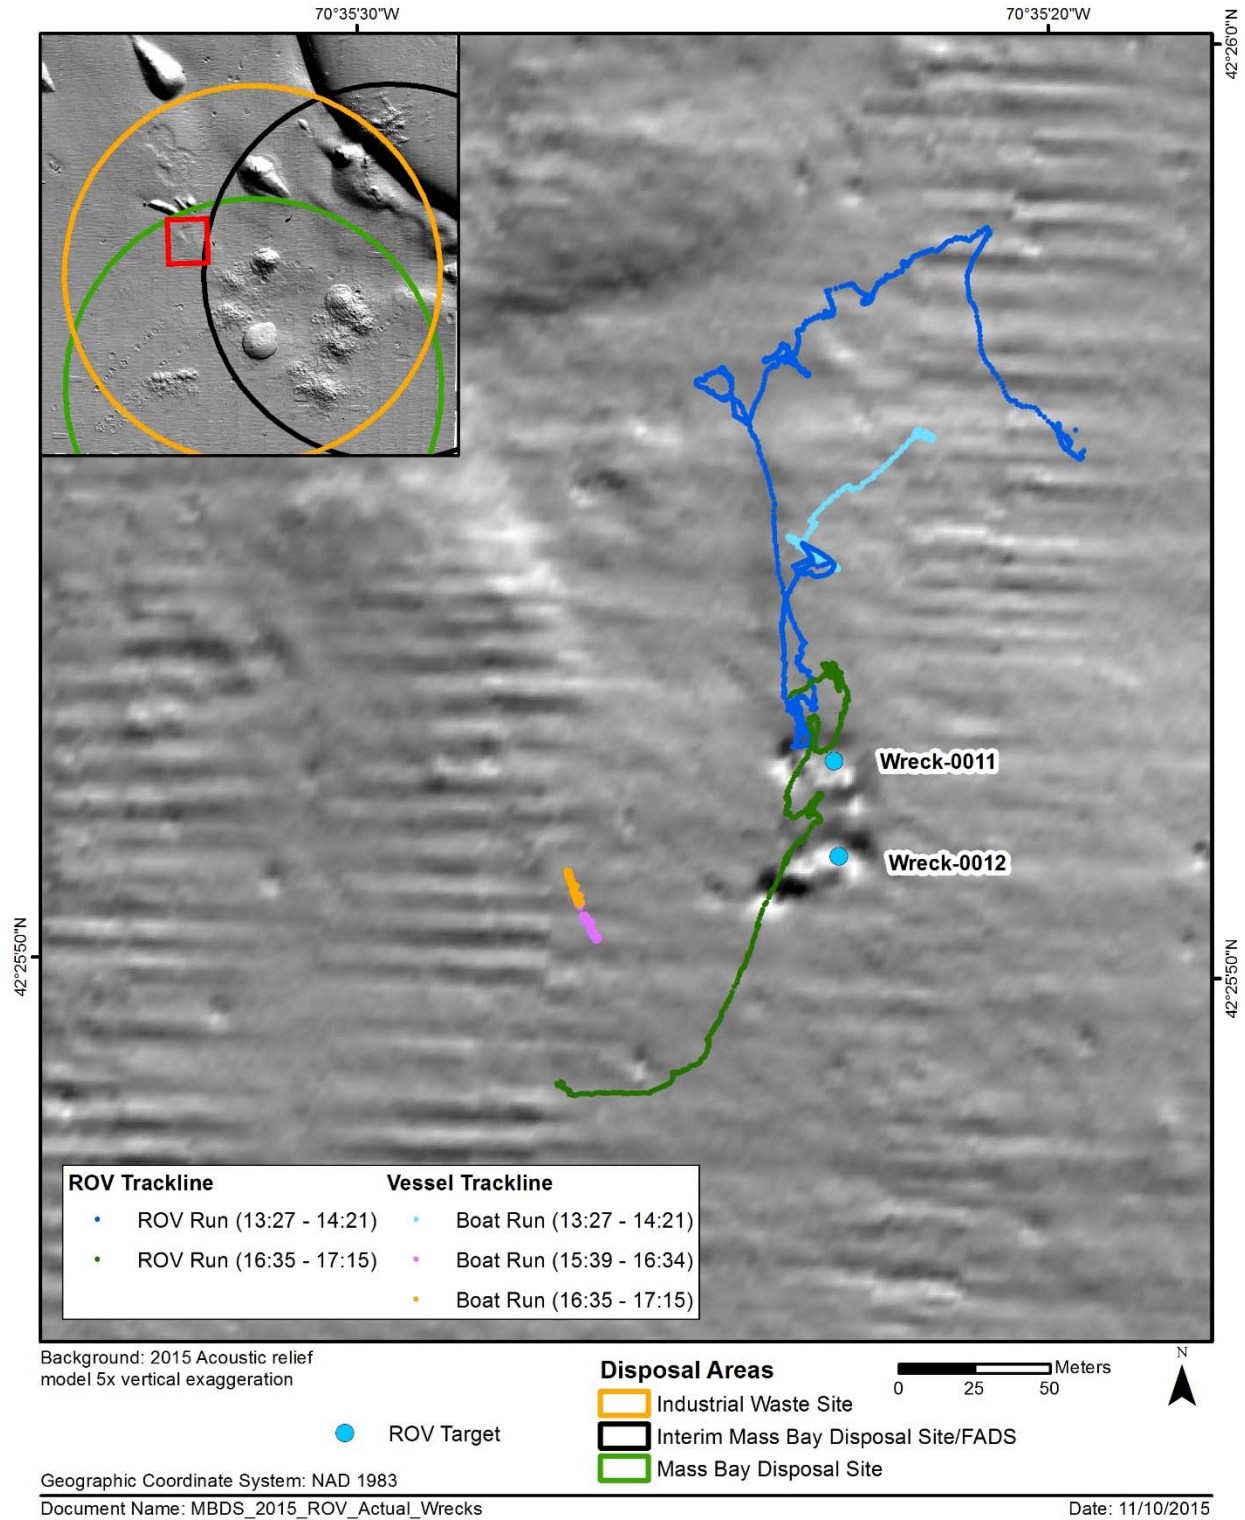 70°35'30"W
70°35'20"W
42°26'0"N
Wreck-0011
Wreck-0012
42°25'50"N
42°25'50"N
ROV Trackline
Vessel Trackline
ROV Run (13:27 - 14:21)
Boat Run (13:27 - 14:21)
ROV Run (16:35 - 17:15)
Boat Run (15:39 - 16:34)
Boat Run (16:35 - 17:15)
Background: 2015 Acoustic relief
model 5x vertical exaggeration
ROV Target
Disposal Areas
Industrial Waste Site
Interim Mass Bay Disposal Site/FADS
Mass Bay Disposal Site
Meters
0 25 50
N
Geographic Coordinate System: NAD 1983
Document Name: MBDS_2015_ROV_Actual_Wrecks
Date: 11/10/2015